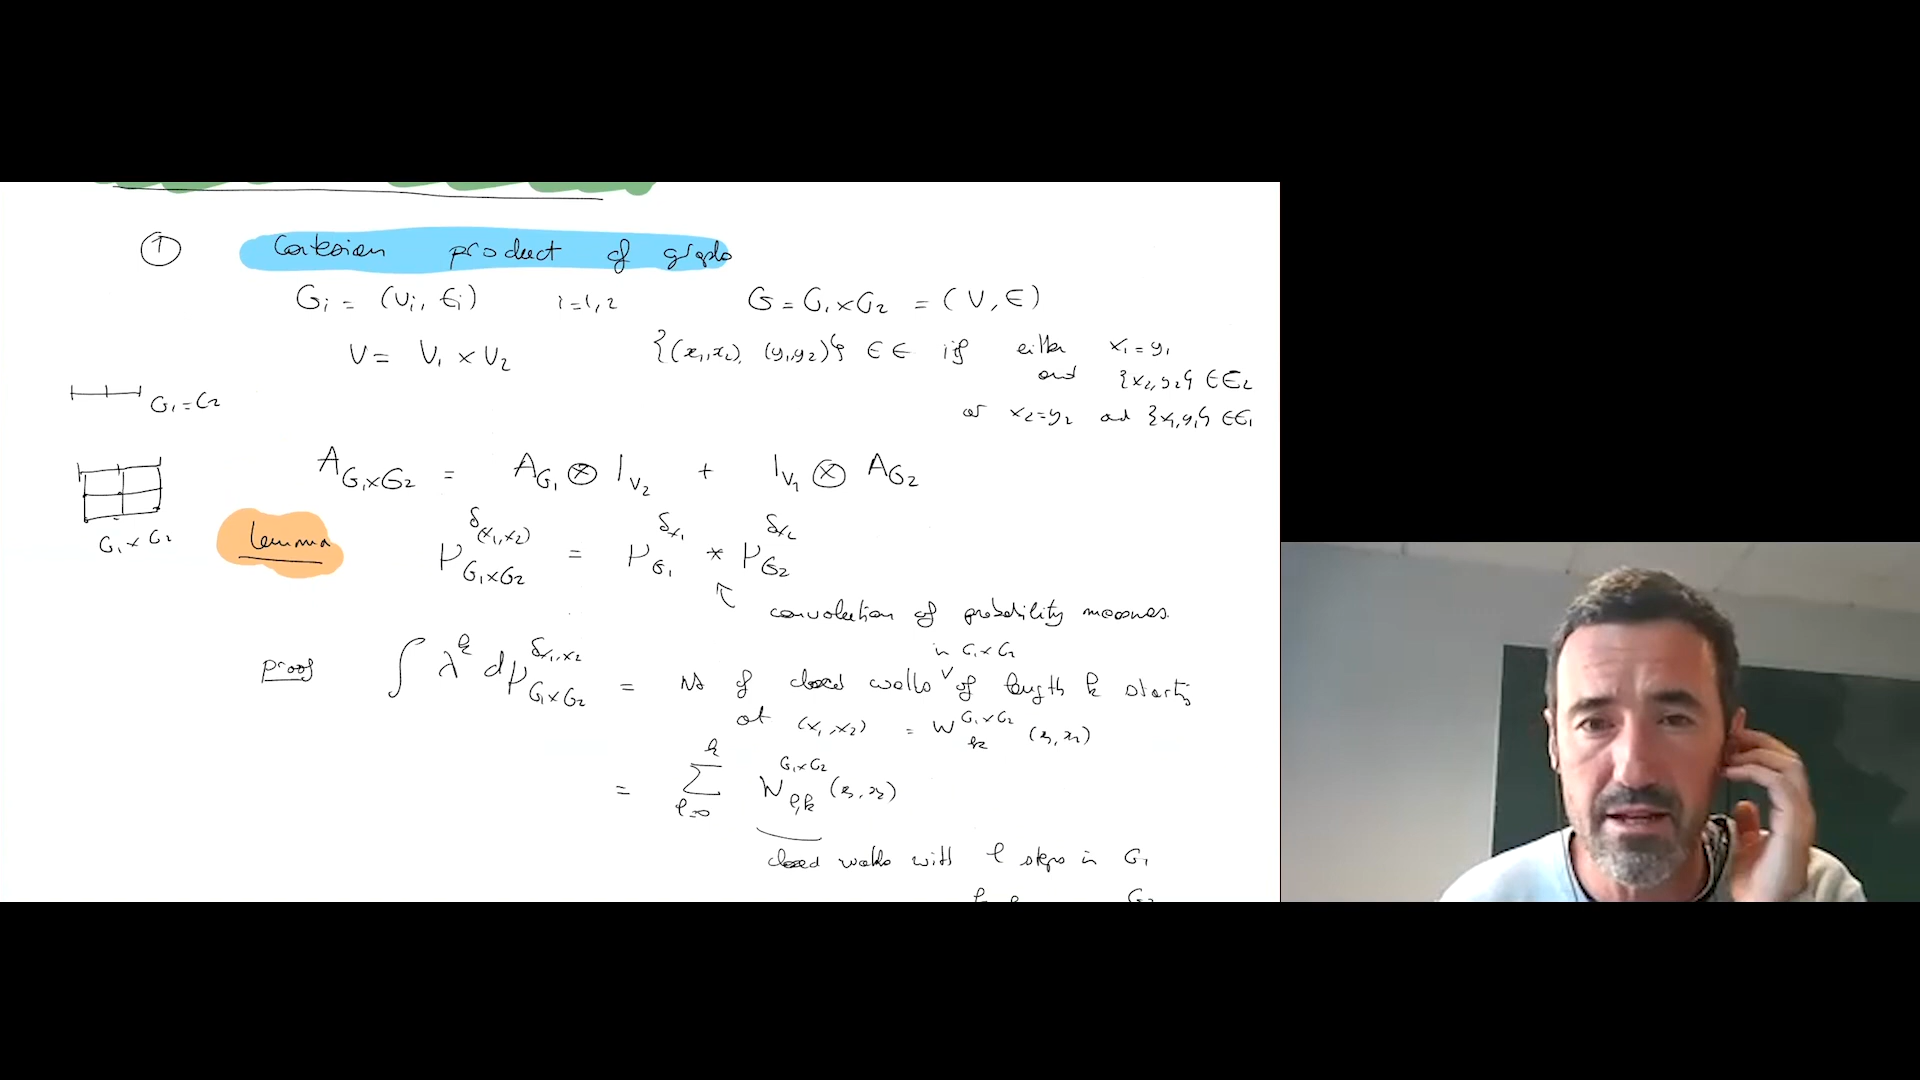 ① Cartesian product of graphs
G_i = (V_i, E_i) i=1,2 G = G_1×G_2 = (V, E)
V = V_1 × V_2 {(x_1,x_2), (y_1,y_2)} ∈ E if either x_1 = y_1
and {x_2,y_2} ∈ E_2
or x_2=y_2 and {x_1,y_1} ∈ E_1
G_1=G_2
A_{G_1×G_2} = A_{G_1} ⊗ I_{V_2} + I_{V_1} ⊗ A_{G_2}
G_1×G_2
Lemma μ_{G_1×G_2}^{δ_{(x_1,x_2)}} = μ_{G_1}^{δ_{x_1}} * μ_{G_2}^{δ_{x_2}}
convolution of probability measures.
in G_1×G_2
proof ∫ λ^k dμ_{G_1×G_2}^{δ_{x_1,x_2}} = Nb of closed walks of length k starting
at (x_1,x_2) = W_k^{G_1×G_2} (x_1,x_2)
= ∑_{ℓ=0}^k W_{ℓ,k}^{G_1×G_2} (x_1,x_2)
closed walks with ℓ steps in G_1
G_2